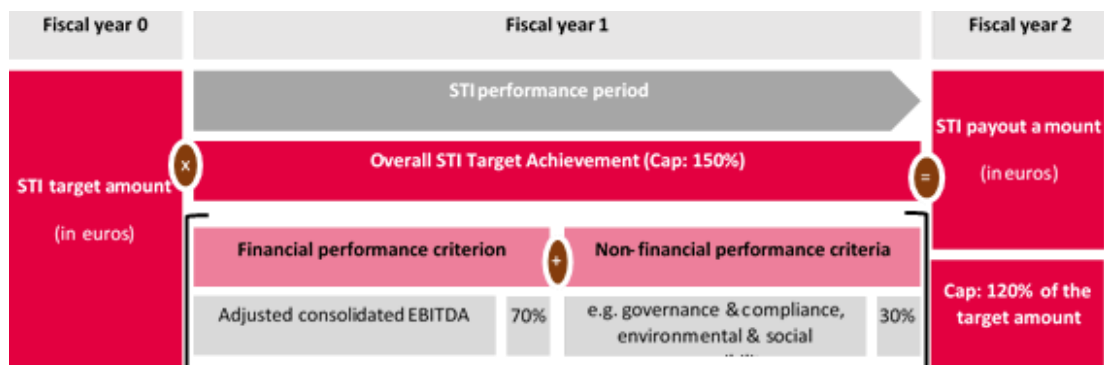 Fiscal year 0
Fiscal year 1
Fiscal year 2
STI performance period
STI target amount
(in euros)
x
Overall STI Target Achievement (Cap: 150%)
=
STI payout amount
(in euros)
Financial performance criterion
+
Non-financial performance criteria
Adjusted consolidated EBITDA
70%
e.g. governance & compliance,
environmental & social
30%
Cap: 120% of the
target amount